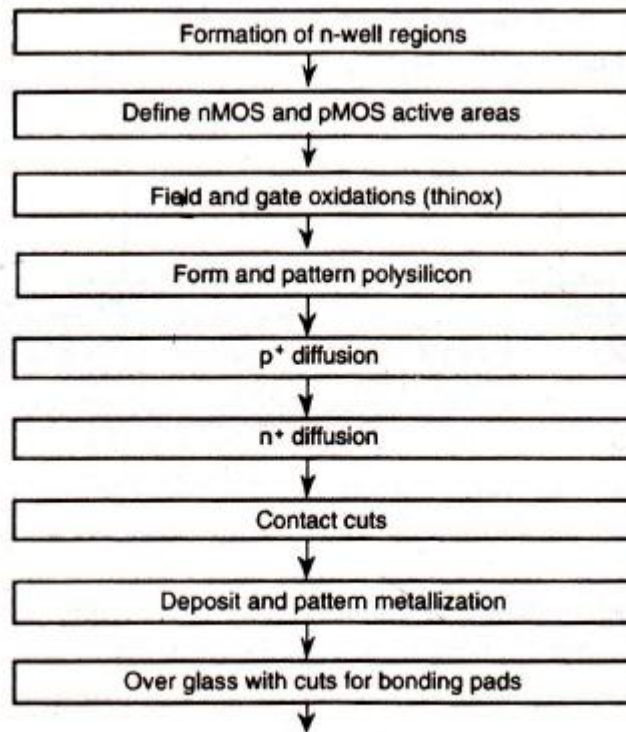 Formation of n-well regions
Define nMOS and pMOS active areas
Field and gate oxidations (thinox)
Form and pattern polysilicon
p⁺ diffusion
n⁺ diffusion
Contact cuts
Deposit and pattern metallization
Over glass with cuts for bonding pads